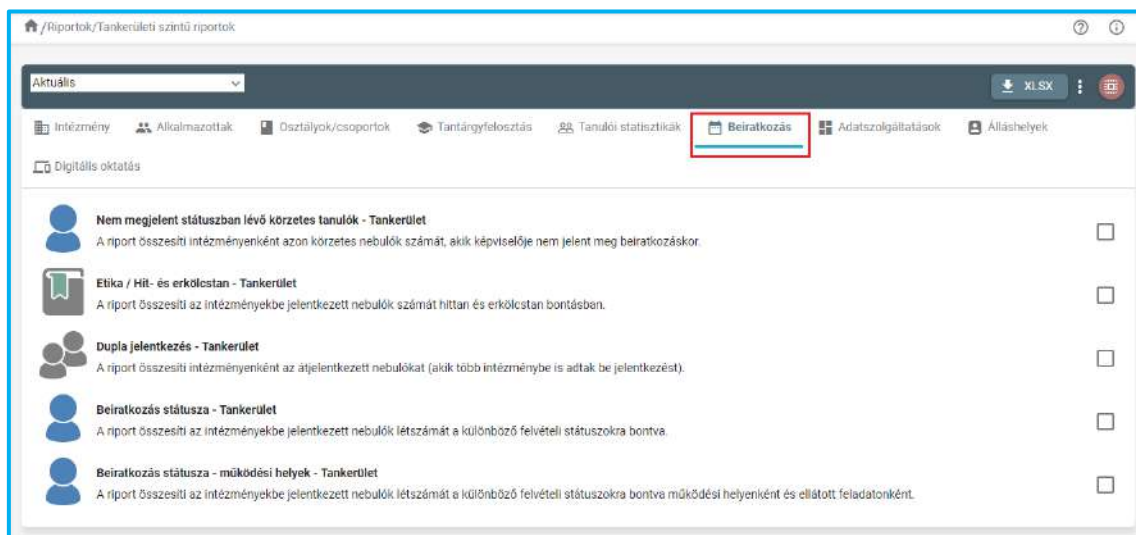 /Riportok/Tankerületi szintű riportok
Aktuális
XLSX
Intézmény Alkalmazottak Osztályok/csoportok Tantárgyfelosztás Tanulói statisztikák Beiratkozás Adatszolgáltatások Álláshelyek
Digitális oktatás
Nem megjelent státuszban lévő körzetes tanulók - Tankerület
A riport összesíti intézményenként azon körzetes nebulók számát, akik képviselője nem jelent meg beiratkozáskor.
Etika / Hit- és erkölcstan - Tankerület
A riport összesíti az intézményekbe jelentkezett nebulók számát hittan és erkölcstan bontásban.
Dupla jelentkezés - Tankerület
A riport összesíti intézményenként az átjelentkezett nebulókat (akik több intézménybe is adtak be jelentkezést).
Beiratkozás státusza - Tankerület
A riport összesíti az intézményekbe jelentkezett nebulók létszámát a különböző felvételi státuszokra bontva.
Beiratkozás státusza - működési helyek - Tankerület
A riport összesíti az intézményekbe jelentkezett nebulók létszámát a különböző felvételi státuszokra bontva működési helyenként és ellátott feladatonként.